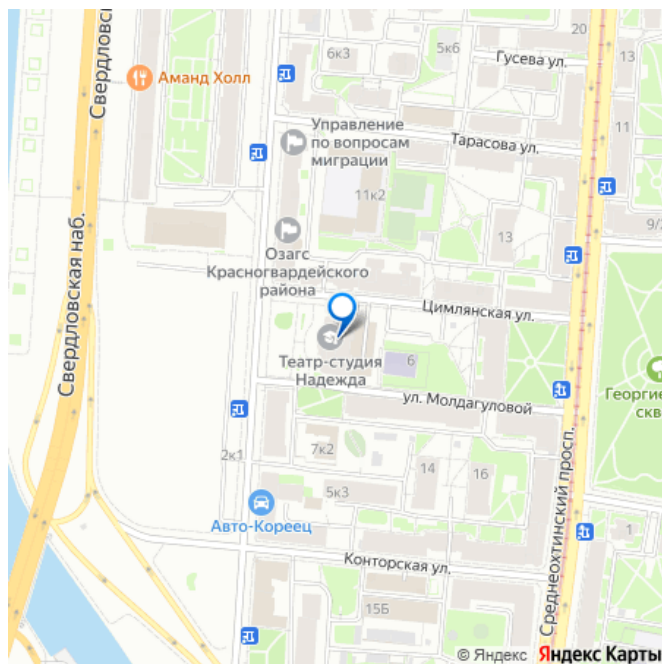 20
Гусева ул.
13
5к6
6к3
Свердловс
Аманд Холл
11
Управление
по вопросам
миграции
Тарасова ул.
11к2
9/2
13
Свердловская наб.
Озагс
Красногвардейского
района
Цимлянская ул.
Театр-студия
Надежда
6
Георгие
скв
ул. Молдагуловой
7к2
2к1
14
16
5к3
Среднеохтинский просп.
Авто-Кореец
1
Конторская ул.
15Б
© Яндекс Яндекс Карты